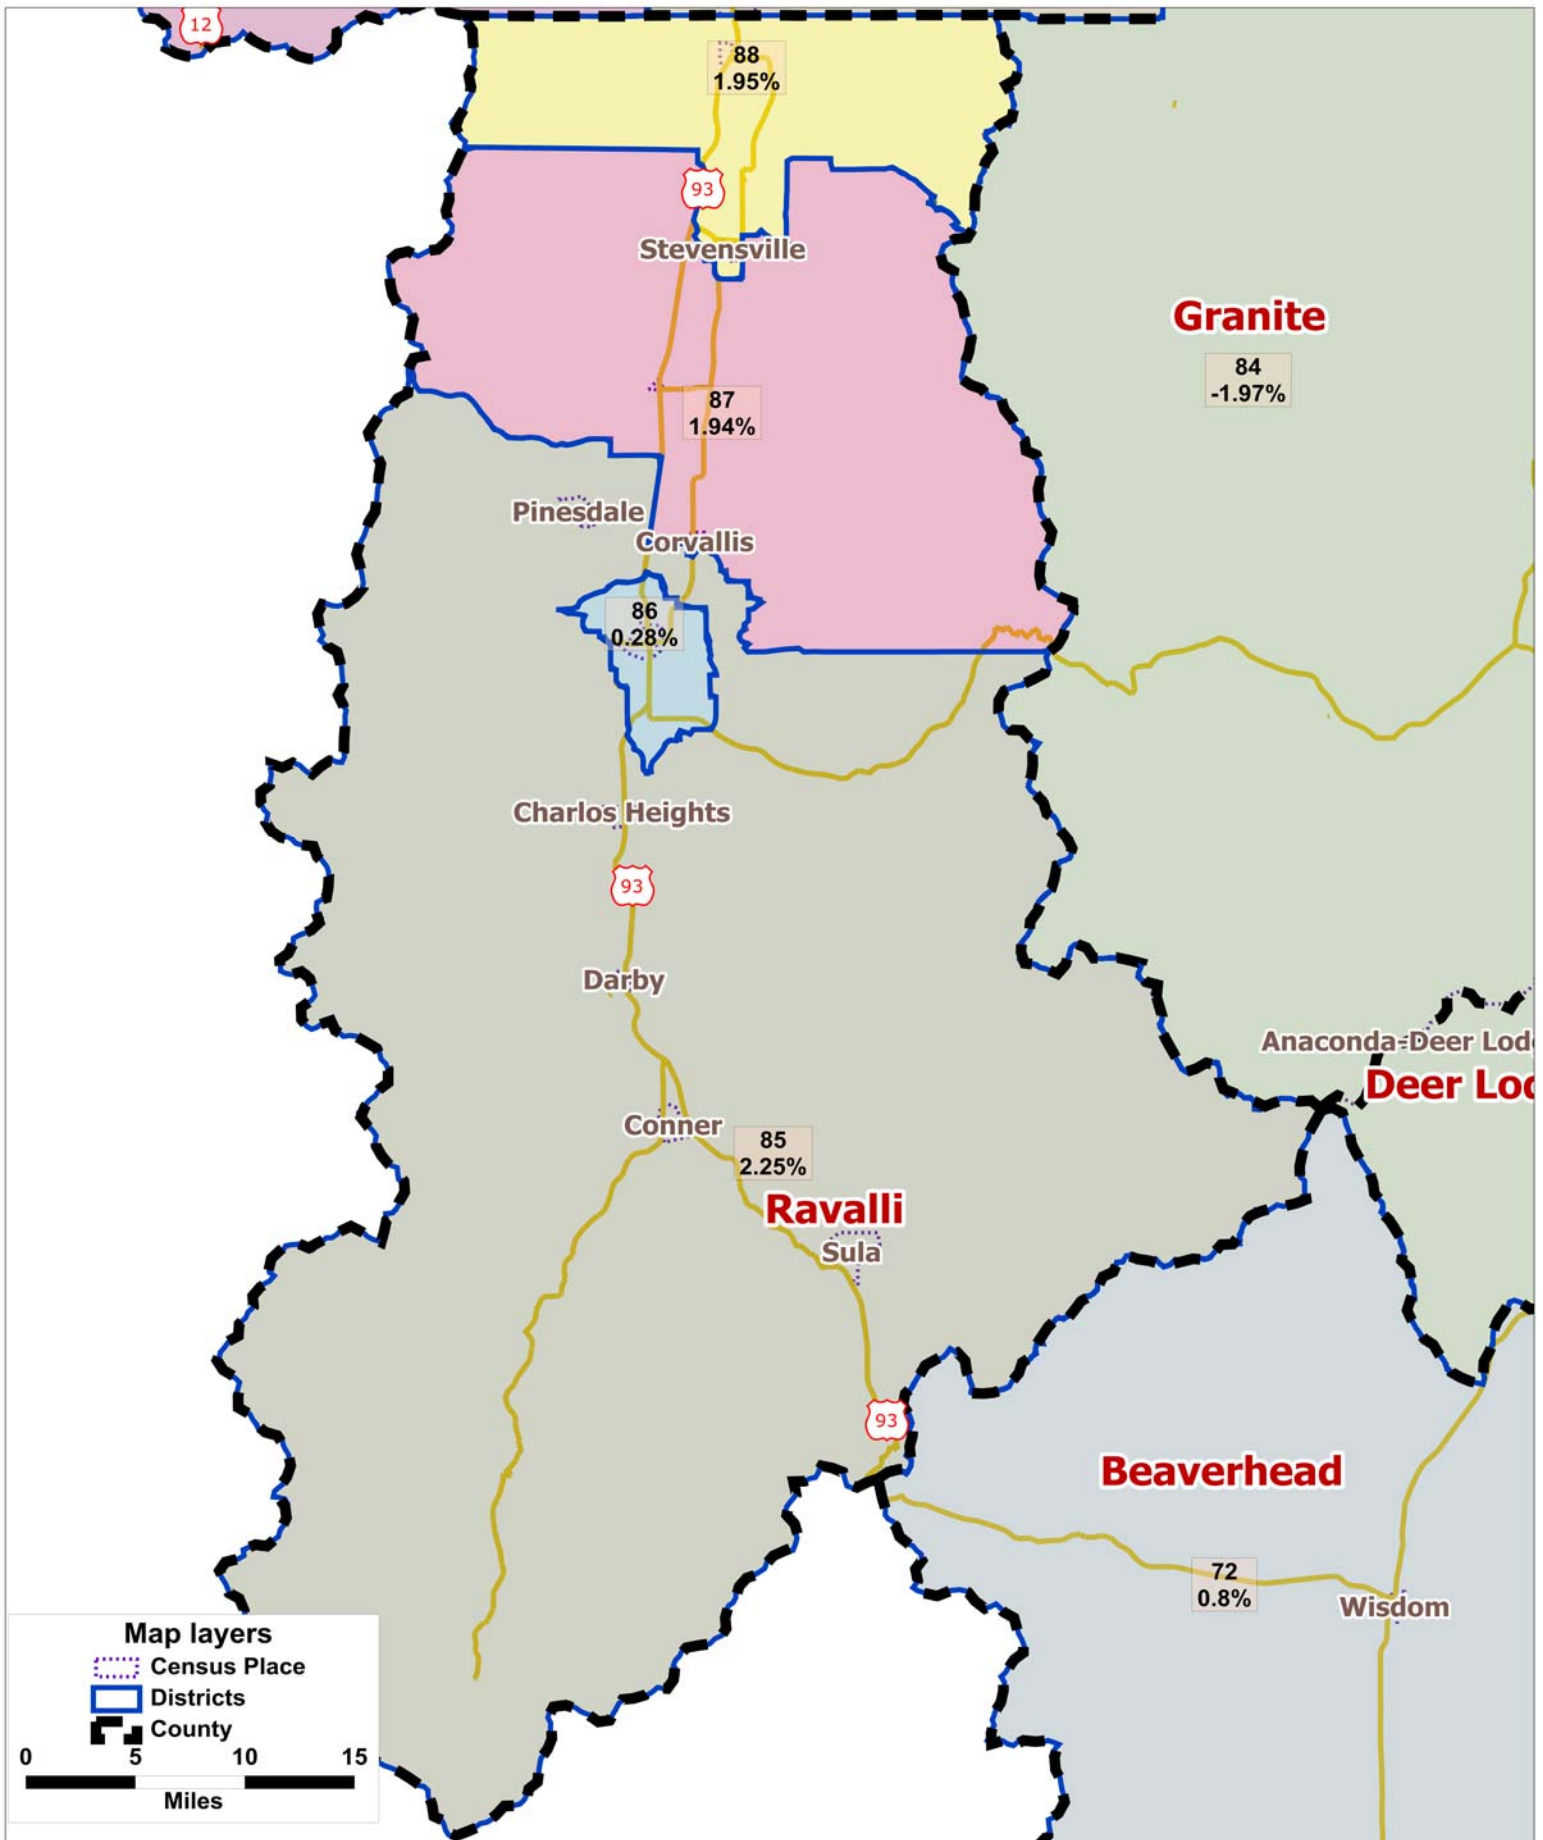 12
88
1.95%
93
Stevensville
Granite
84
-1.97%
87
1.94%
Pinesdale
Corvallis
86
0.28%
Charlos Heights
93
Darby
Anaconda-Deer Lod
Deer Loc
Conner
85
2.25%
Ravalli
Sula
93
Beaverhead
72
0.8%
Wisdom
Map layers
Census Place
Districts
County
0 5 10 15
Miles